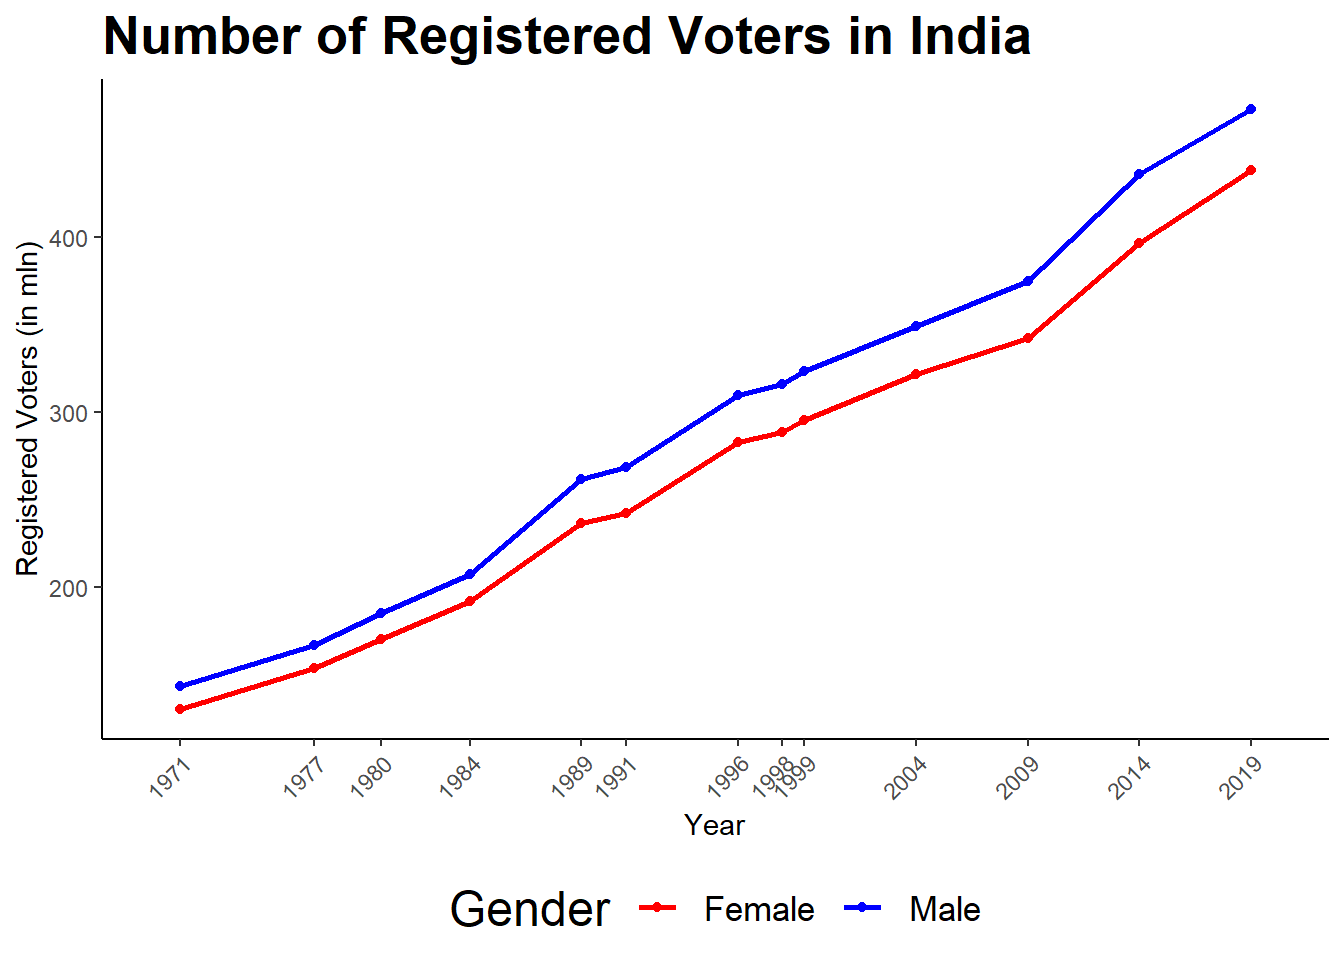 Number of Registered Voters in India
Registered Voters (in mln)
400
300
200
1971 1977 1980 1984 1989 1991 1996 1998 1999 2004 2009 2014 2019
Year
Gender Female Male